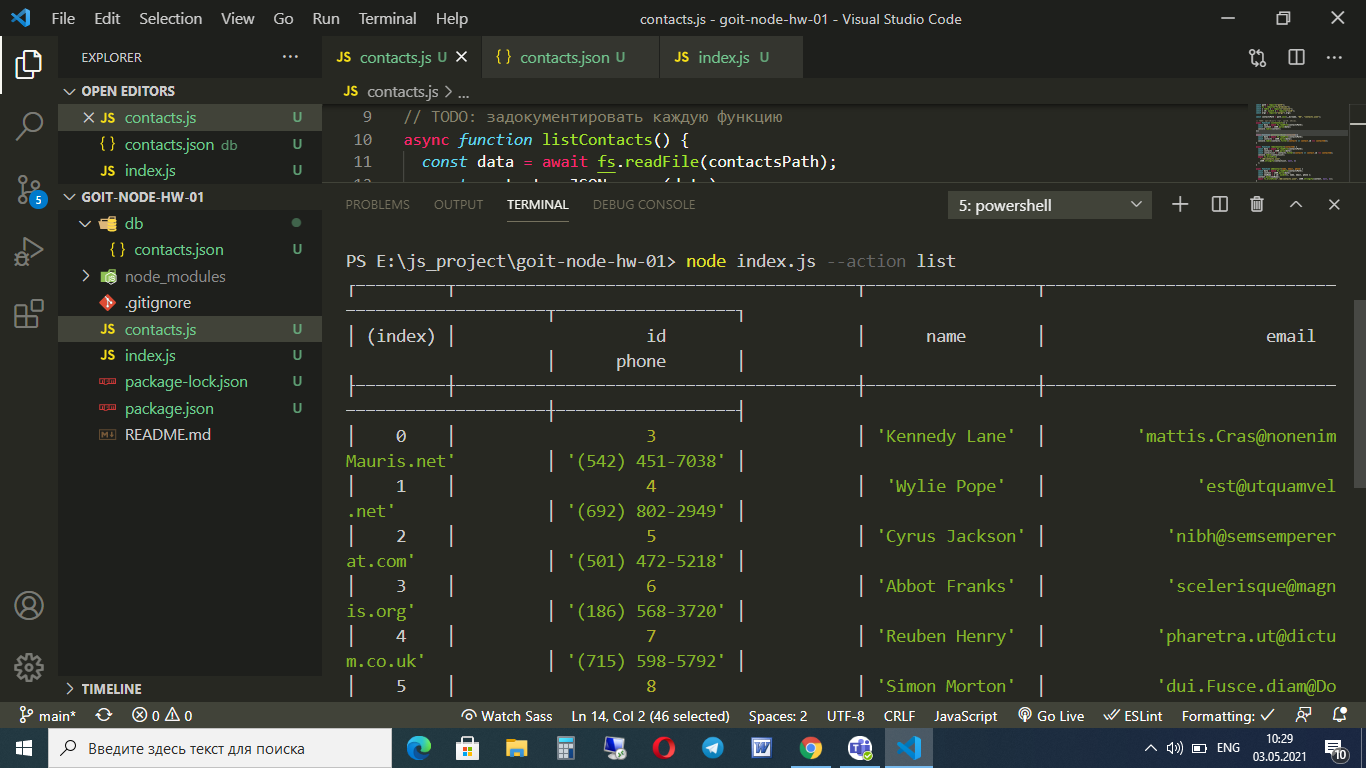 File Edit Selection View Go Run Terminal Help contacts.js - goit-node-hw-01 - Visual Studio Code
EXPLORER
OPEN EDITORS
contacts.js U
contacts.json db U
index.js U
GOIT-NODE-HW-01
db
contacts.json U
node_modules
.gitignore
JS contacts.js U
JS index.js U
package-lock.json U
package.json U
README.md
TIMELINE
5
JS contacts.js U {} contacts.json U JS index.js U
JS contacts.js > ...
9 // TODO: задокументировать каждую функцию
10 async function listContacts() {
11 const data = await fs.readFile(contactsPath);
PROBLEMS OUTPUT TERMINAL DEBUG CONSOLE 5: powershell
PS E:\js_project\goit-node-hw-01> node index.js --action list
(index) id name email
phone
0 3 'Kennedy Lane' 'mattis.Cras@nonenim
Mauris.net' '(542) 451-7038'
1 4 'Wylie Pope' 'est@utquamvel
.net' '(692) 802-2949'
2 5 'Cyrus Jackson' 'nibh@semsemperer
at.com' '(501) 472-5218'
3 6 'Abbot Franks' 'scelerisque@magn
is.org' '(186) 568-3720'
4 7 'Reuben Henry' 'pharetra.ut@dictu
m.co.uk' '(715) 598-5792'
5 8 'Simon Morton' 'dui.Fusce.diam@Do
main* 0 0 Watch Sass Ln 14, Col 2 (46 selected) Spaces: 2 UTF-8 CRLF JavaScript Go Live ESLint Formatting:
Введите здесь текст для поиска ENG 10:29
03.05.2021
10